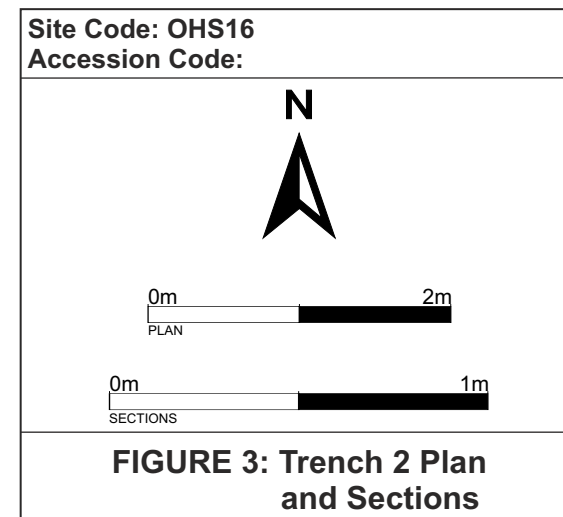 Site Code: OHS16
Accession Code:
N
0m 2m
PLAN
0m 1m
SECTIONS
FIGURE 3: Trench 2 Plan
and Sections